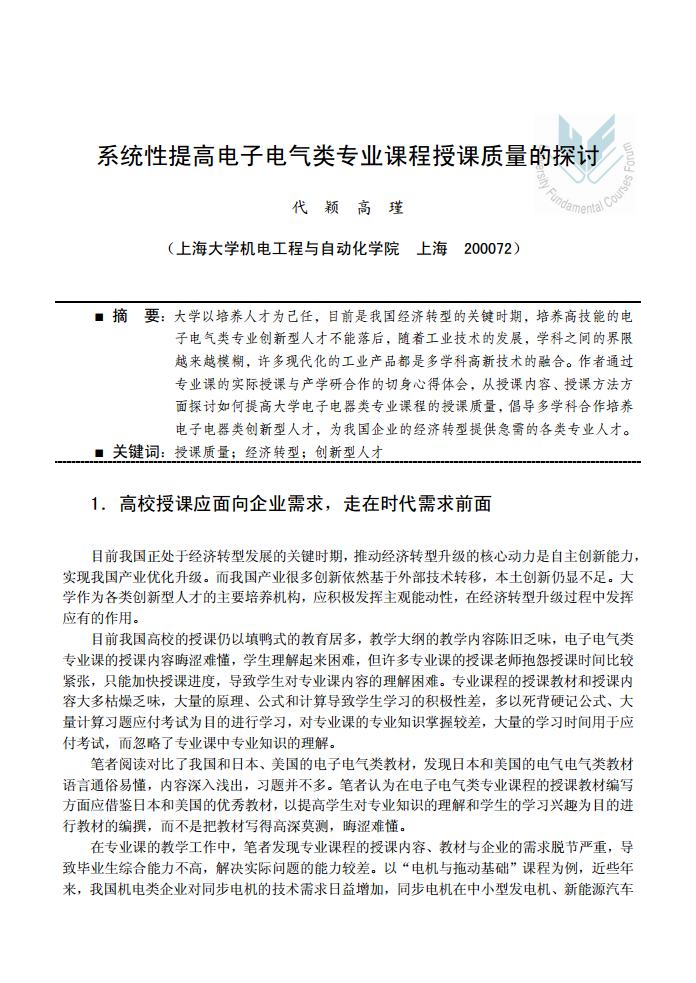 系统性提高电子电气类专业课程授课质量的探讨
代 颖 高 瑾
（上海大学机电工程与自动化学院 上海 200072）
■ 摘 要：大学以培养人才为己任，目前是我国经济转型的关键时期，培养高技能的电
子电气类专业创新型人才不能落后，随着工业技术的发展，学科之间的界限
越来越模糊，许多现代化的工业产品都是多学科高新技术的融合。作者通过
专业课的实际授课与产学研合作的切身心得体会，从授课内容、授课方法方
面探讨如何提高大学电子电器类专业课程的授课质量，倡导多学科合作培养
电子电器类创新型人才，为我国企业的经济转型提供急需的各类专业人才。
■ 关键词：授课质量；经济转型；创新型人才
1．高校授课应面向企业需求，走在时代需求前面
目前我国正处于经济转型发展的关键时期，推动经济转型升级的核心动力是自主创新能力，
实现我国产业优化升级。而我国产业很多创新依然基于外部技术转移，本土创新仍显不足。大
学作为各类创新型人才的主要培养机构，应积极发挥主观能动性，在经济转型升级过程中发挥
应有的作用。
目前我国高校的授课仍以填鸭式的教育居多，教学大纲的教学内容陈旧乏味，电子电气类
专业课的授课内容晦涩难懂，学生理解起来困难，但许多专业课的授课老师抱怨授课时间比较
紧张，只能加快授课进度，导致学生对专业课内容的理解困难。专业课程的授课教材和授课内
容大多枯燥乏味，大量的原理、公式和计算导致学生学习的积极性差，多以死背硬记公式、大
量计算习题应付考试为目的进行学习，对专业课的专业知识掌握较差，大量的学习时间用于应
付考试，而忽略了专业课中专业知识的理解。
笔者阅读对比了我国和日本、美国的电子电气类教材，发现日本和美国的电气电气类教材
语言通俗易懂，内容深入浅出，习题并不多。笔者认为在电子电气类专业课程的授课教材编写
方面应借鉴日本和美国的优秀教材，以提高学生对专业知识的理解和学生的学习兴趣为目的进
行教材的编撰，而不是把教材写得高深莫测，晦涩难懂。
在专业课的教学工作中，笔者发现专业课程的授课内容、教材与企业的需求脱节严重，导
致毕业生综合能力不高，解决实际问题的能力较差。以“电机与拖动基础”课程为例，近些年
来，我国机电类企业对同步电机的技术需求日益增加，同步电机在中小型发电机、新能源汽车
ersity Fundamental Courses Forum